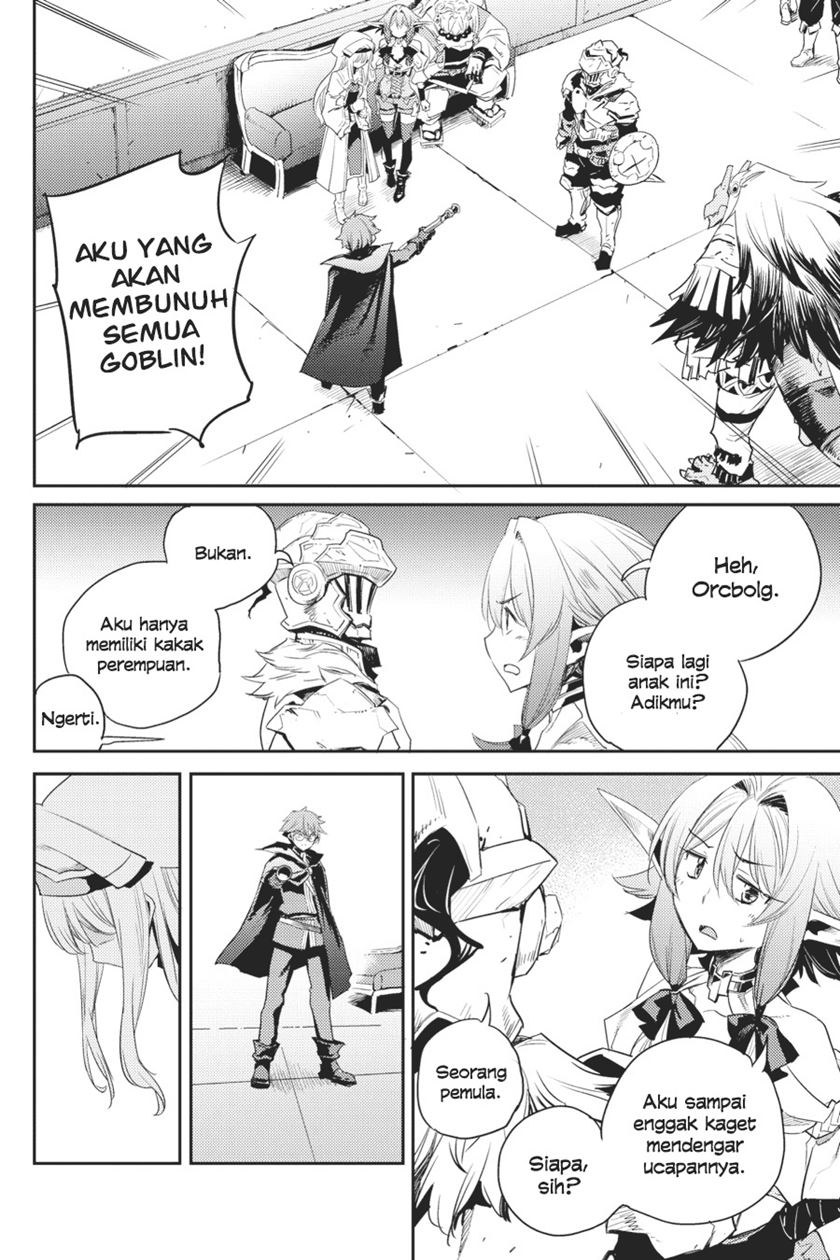 AKU YANG
AKAN
MEMBUNUH
SEMUA
GOBLIN!
Heh,
Orcbolg.
Siapa lagi
anak ini?
Adikmu?
Bukan.
Aku hanya
memiliki kakak
perempuan.
Ngerti.
Aku sampai
enggak kaget
mendengar
ucapannya.
Siapa,
sih?
Seorang
pemula.